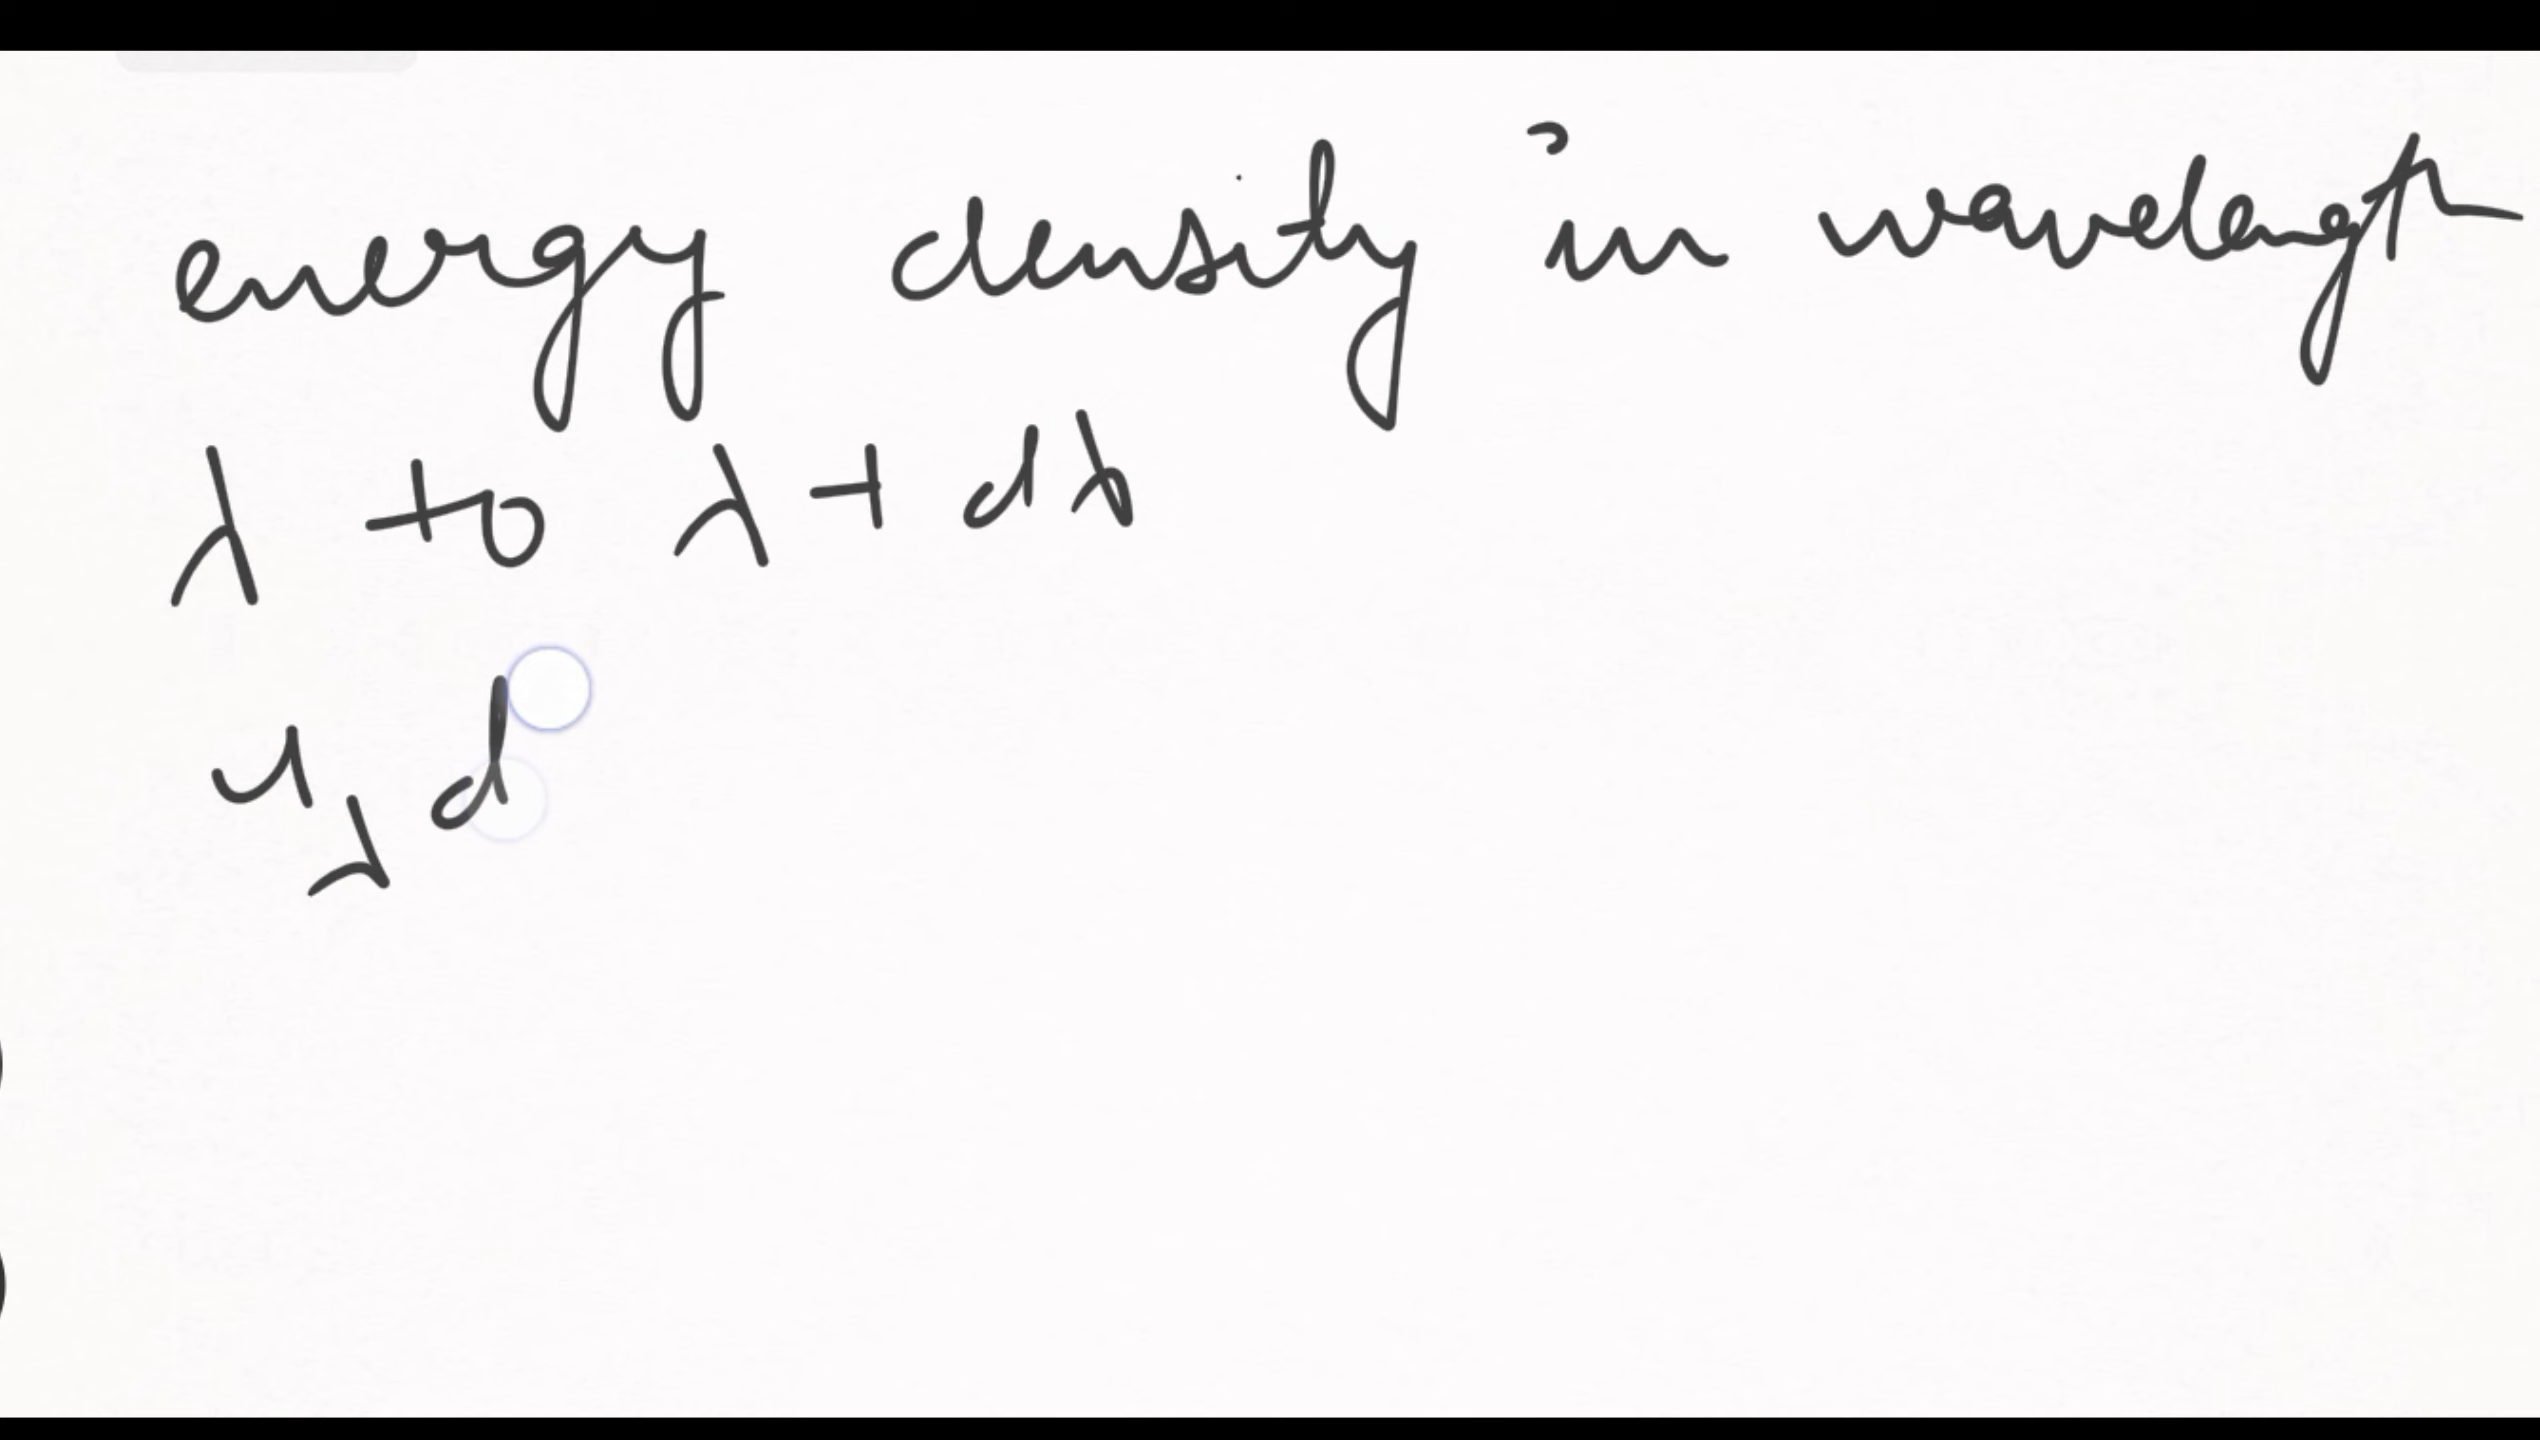 energy density in wavelength
λ to λ + dλ
u_λ d